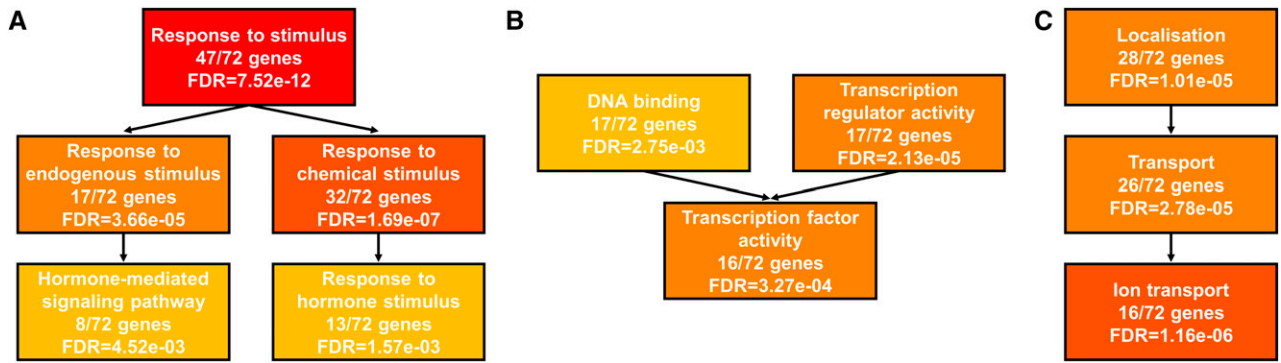 A
Response to stimulus
47/72 genes
FDR=7.52e-12
Response to
endogenous stimulus
17/72 genes
FDR=3.66e-05
Response to
chemical stimulus
32/72 genes
FDR=1.69e-07
Hormone-mediated
signaling pathway
8/72 genes
FDR=4.52e-03
Response to
hormone stimulus
13/72 genes
FDR=1.57e-03
B
DNA binding
17/72 genes
FDR=2.75e-03
Transcription
regulator activity
17/72 genes
FDR=2.13e-05
Transcription factor
activity
16/72 genes
FDR=3.27e-04
C
Localisation
28/72 genes
FDR=1.01e-05
Transport
26/72 genes
FDR=2.78e-05
Ion transport
16/72 genes
FDR=1.16e-06